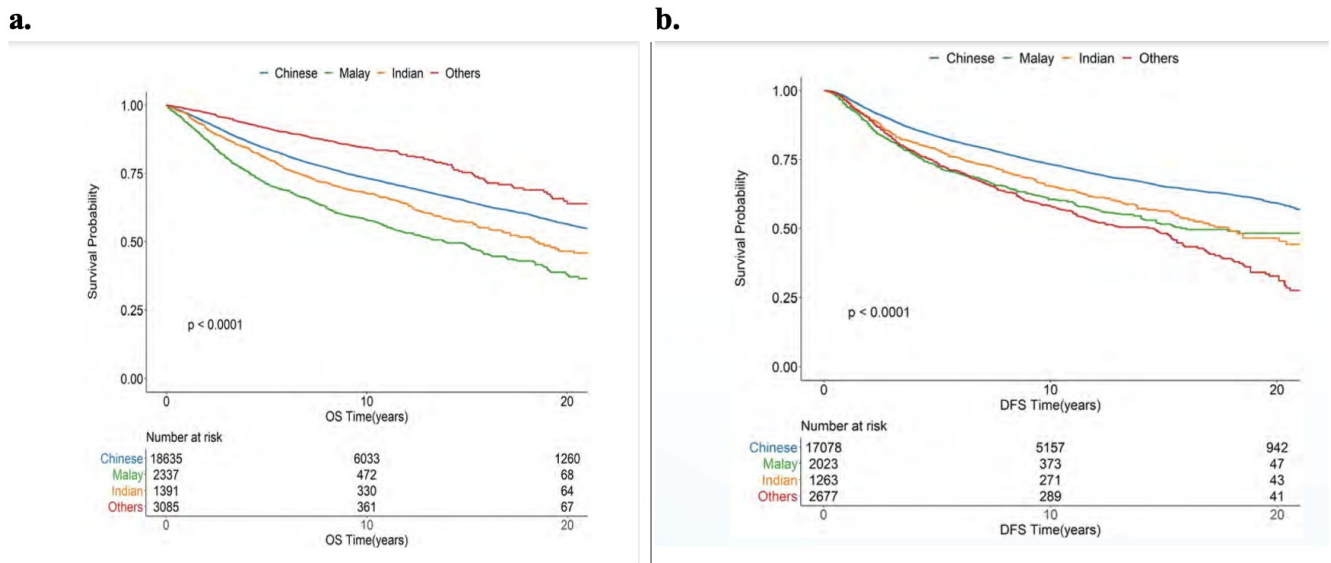 a.
— Chinese — Malay — Indian — Others
Survival Probability
1.00
0.75
0.50
0.25
0.00
p < 0.0001
0 10 20
OS Time(years)
Number at risk
Chinese 18635 6033 1260
Malay 2337 472 68
Indian 1391 330 64
Others 3085 361 67
0 10 20
OS Time(years)
b.
— Chinese — Malay — Indian — Others
Survival Probability
1.00
0.75
0.50
0.25
0.00
p < 0.0001
0 10 20
DFS Time(years)
Number at risk
Chinese 17078 5157 942
Malay 2023 373 47
Indian 1263 271 43
Others 2677 289 41
0 10 20
DFS Time(years)